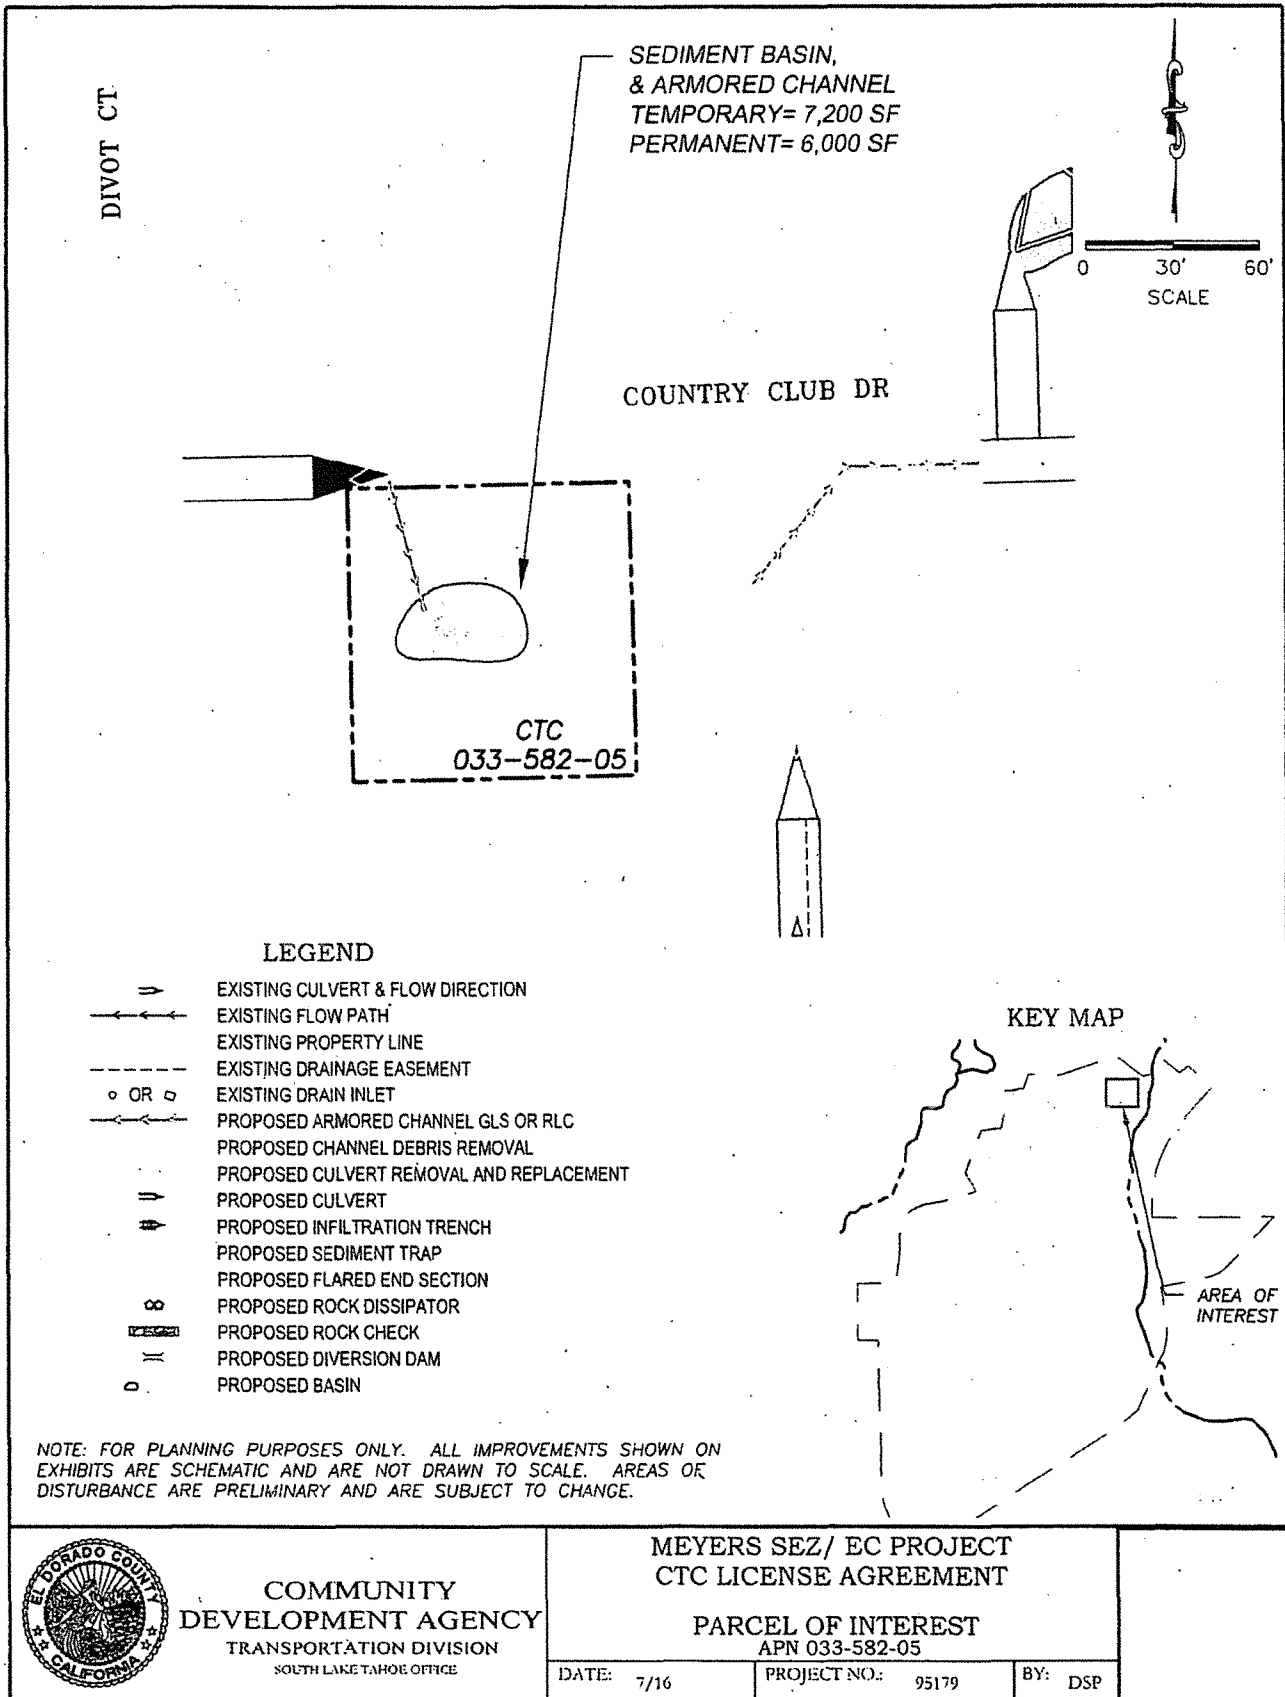 SEDIMENT BASIN,
& ARMORED CHANNEL
TEMPORARY= 7,200 SF
PERMANENT= 6,000 SF
DIVOT CT.
0 30' 60'
SCALE
COUNTRY CLUB DR
CTC
033-582-05
LEGEND
EXISTING CULVERT & FLOW DIRECTION
EXISTING FLOW PATH
EXISTING PROPERTY LINE
EXISTING DRAINAGE EASEMENT
OR EXISTING DRAIN INLET
PROPOSED ARMORED CHANNEL GLS OR RLC
PROPOSED CHANNEL DEBRIS REMOVAL
PROPOSED CULVERT REMOVAL AND REPLACEMENT
PROPOSED CULVERT
PROPOSED INFILTRATION TRENCH
PROPOSED SEDIMENT TRAP
PROPOSED FLARED END SECTION
PROPOSED ROCK DISSIPATOR
PROPOSED ROCK CHECK
PROPOSED DIVERSION DAM
PROPOSED BASIN
KEY MAP
AREA OF
INTEREST
NOTE: FOR PLANNING PURPOSES ONLY. ALL IMPROVEMENTS SHOWN ON
EXHIBITS ARE SCHEMATIC AND ARE NOT DRAWN TO SCALE. AREAS OF
DISTURBANCE ARE PRELIMINARY AND ARE SUBJECT TO CHANGE.
EL DORADO COUNTY
CALIFORNIA
COMMUNITY
DEVELOPMENT AGENCY
TRANSPORTATION DIVISION
SOUTH LAKE TAHOE OFFICE
MEYERS SEZ/ EC PROJECT
CTC LICENSE AGREEMENT
PARCEL OF INTEREST
APN 033-582-05
DATE: 7/16 PROJECT NO.: 95179 BY: DSP